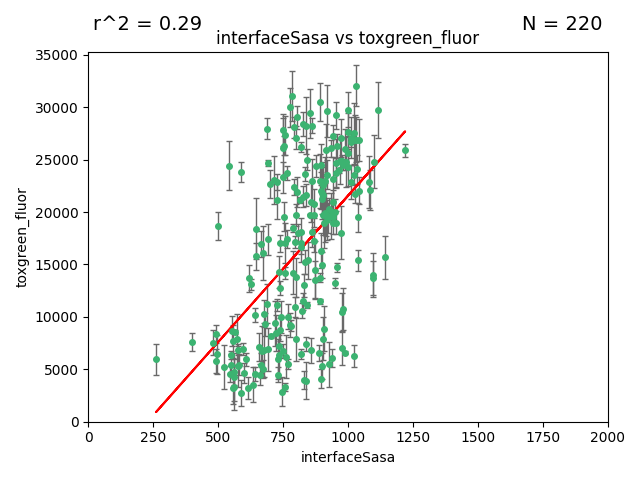 r^2 = 0.29
N = 220
interfaceSasa vs toxgreen_fluor
35000
30000
25000
20000
15000
10000
5000
0
toxgreen_fluor
0 250 500 750 1000 1250 1500 1750 2000
interfaceSasa